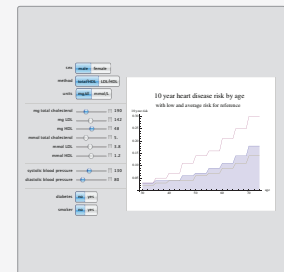 sex male female
method total/HDL LDL/HDL
units mg/dl mmol/L
mg total cholesterol 190
mg LDL 142
mg HDL 49
mmol total cholesterol 5.
mmol LDL 3.8
mmol HDL 1.2
systolic blood pressure 130
diastolic blood pressure 80
diabetes no yes
smoker no yes
10 year heart disease risk by age
with low and average risk for reference